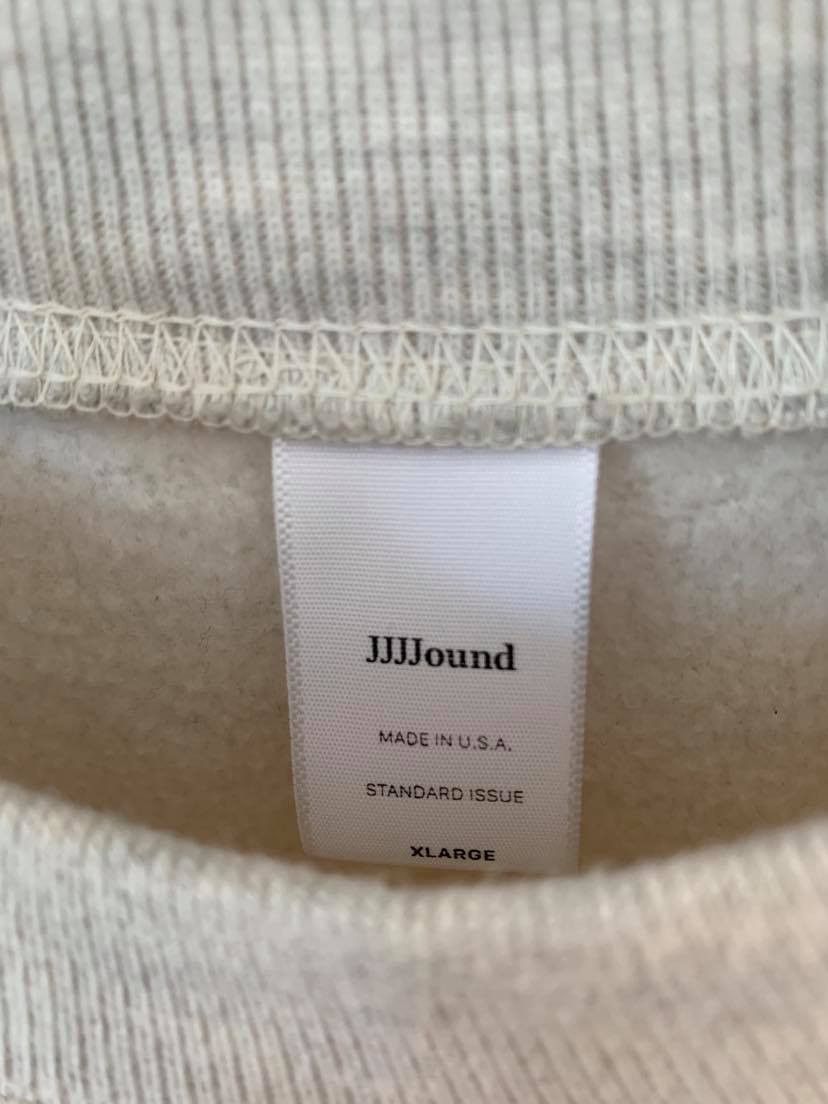 JJJJound
MADE IN U.S.A.
STANDARD ISSUE
XLARGE